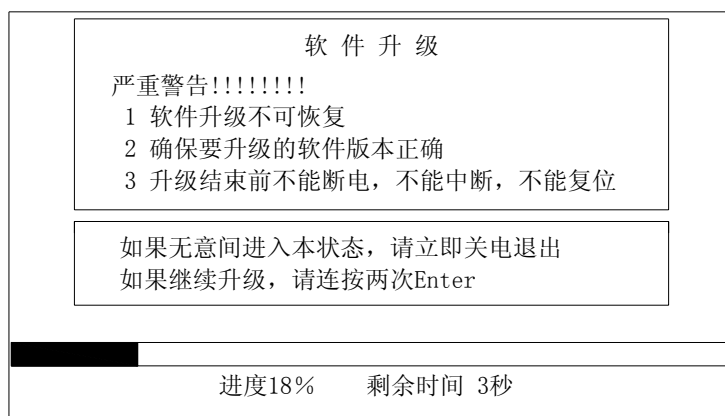 软 件 升 级
严重警告!!!!!!!!
1 软件升级不可恢复
2 确保要升级的软件版本正确
3 升级结束前不能断电，不能中断，不能复位
如果无意间进入本状态，请立即关电退出
如果继续升级，请连按两次Enter
进度18％ 剩余时间 3秒